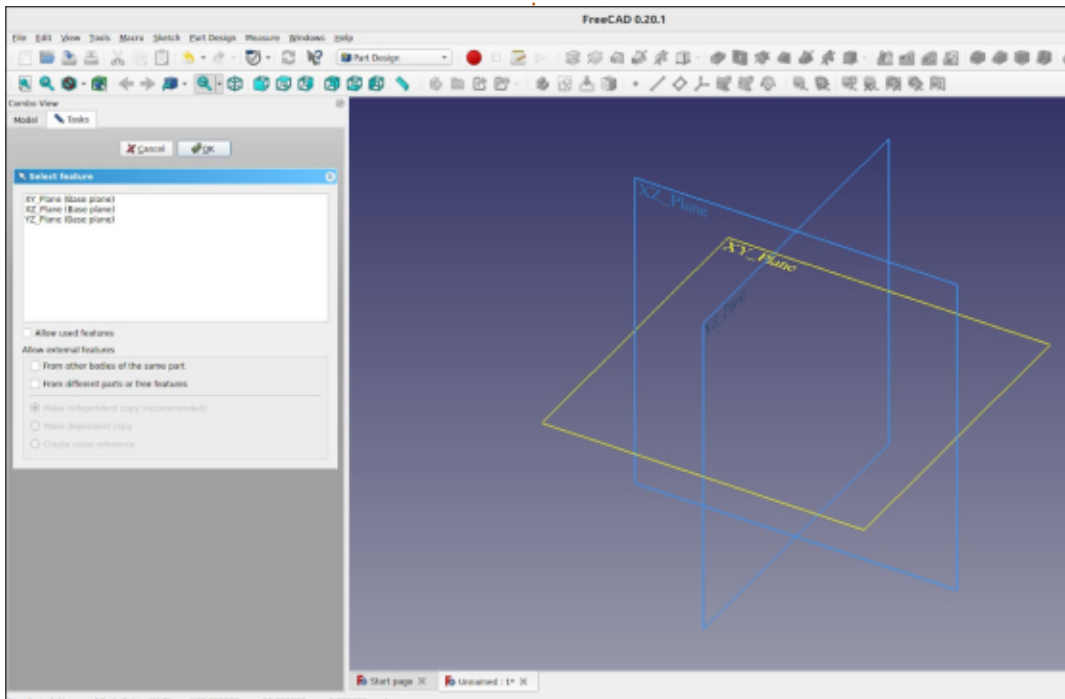 FreeCAD 0.20.1
File Edit View Tools Macro Sketch Part Design Measure Windows Help
Part Design
Combo View
Model Tasks
Cancel OK
Select feature
XY_Plane (Base plane)
XZ_Plane (Base plane)
YZ_Plane (Base plane)
Allow used features
Allow external features
From other bodies of the same part
From different parts or free features
Make independent copy (recommended)
Make dependent copy
Create cross-reference
XZ_Plane
XY_Plane
YZ_Plane
Start page
Unnamed : 1*